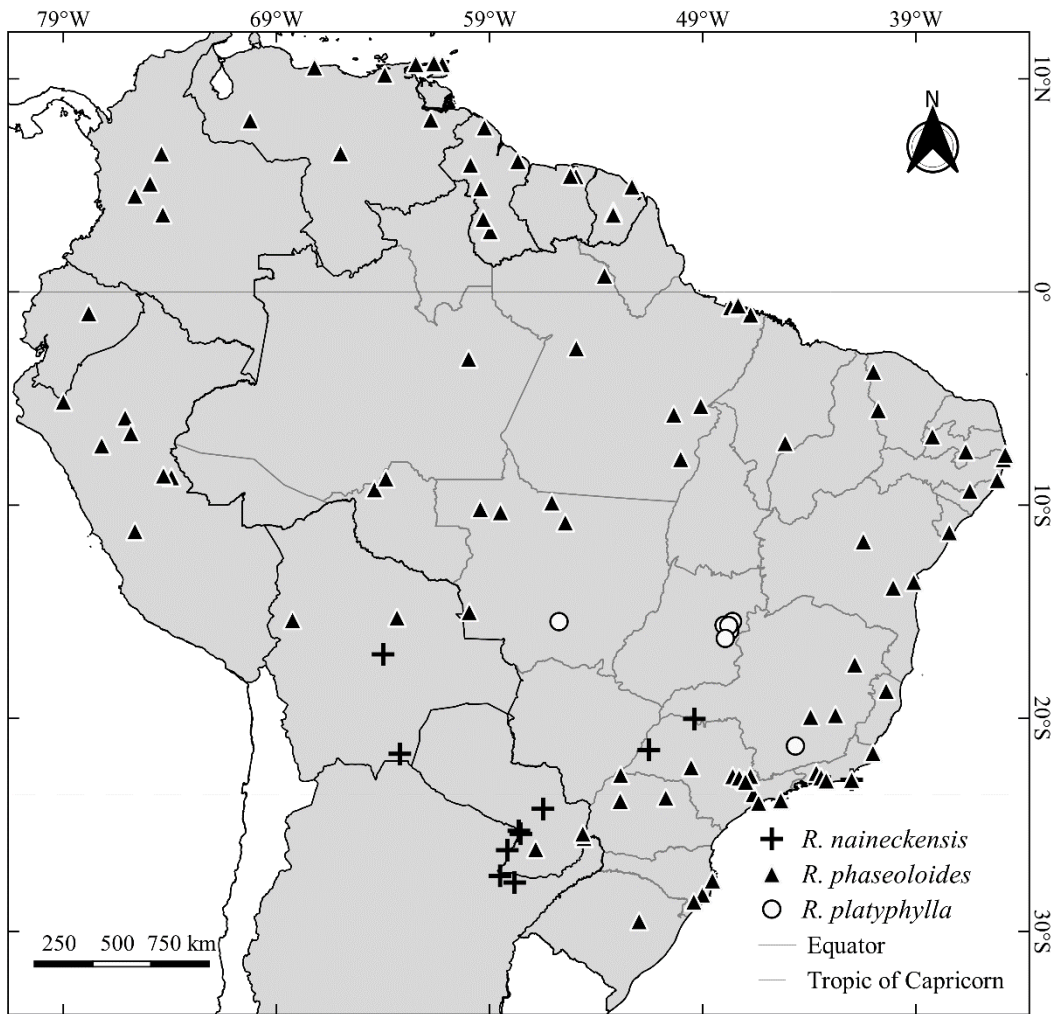 79°W 69°W 59°W 49°W 39°W
10°N
N
0°
10°S
20°S
R. naineckensis
R. phaseoloides
R. platyphylla
30°S
250 500 750 km
Equator
Tropic of Capricorn